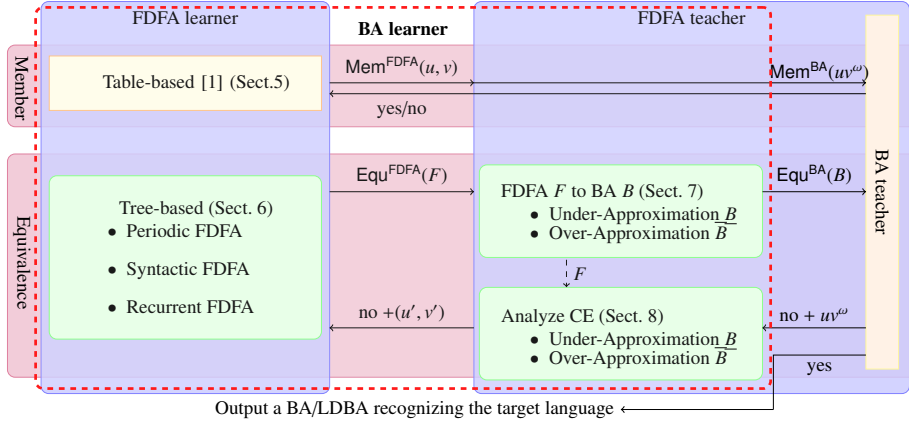 FDFA learner
BA learner
FDFA teacher
Member
Table-based [1] (Sect.5)
Mem^FDFA(u, v)
Mem^BA(uv^ω)
yes/no
BA teacher
Equivalence
Tree-based (Sect. 6)
• Periodic FDFA
• Syntactic FDFA
• Recurrent FDFA
Equ^FDFA(F)
FDFA F to BA B (Sect. 7)
• Under-Approximation B̲
• Over-Approximation B̅
Equ^BA(B)
F
no +(u′, v′)
Analyze CE (Sect. 8)
• Under-Approximation B̲
• Over-Approximation B̅
no + uv^ω
yes
Output a BA/LDBA recognizing the target language